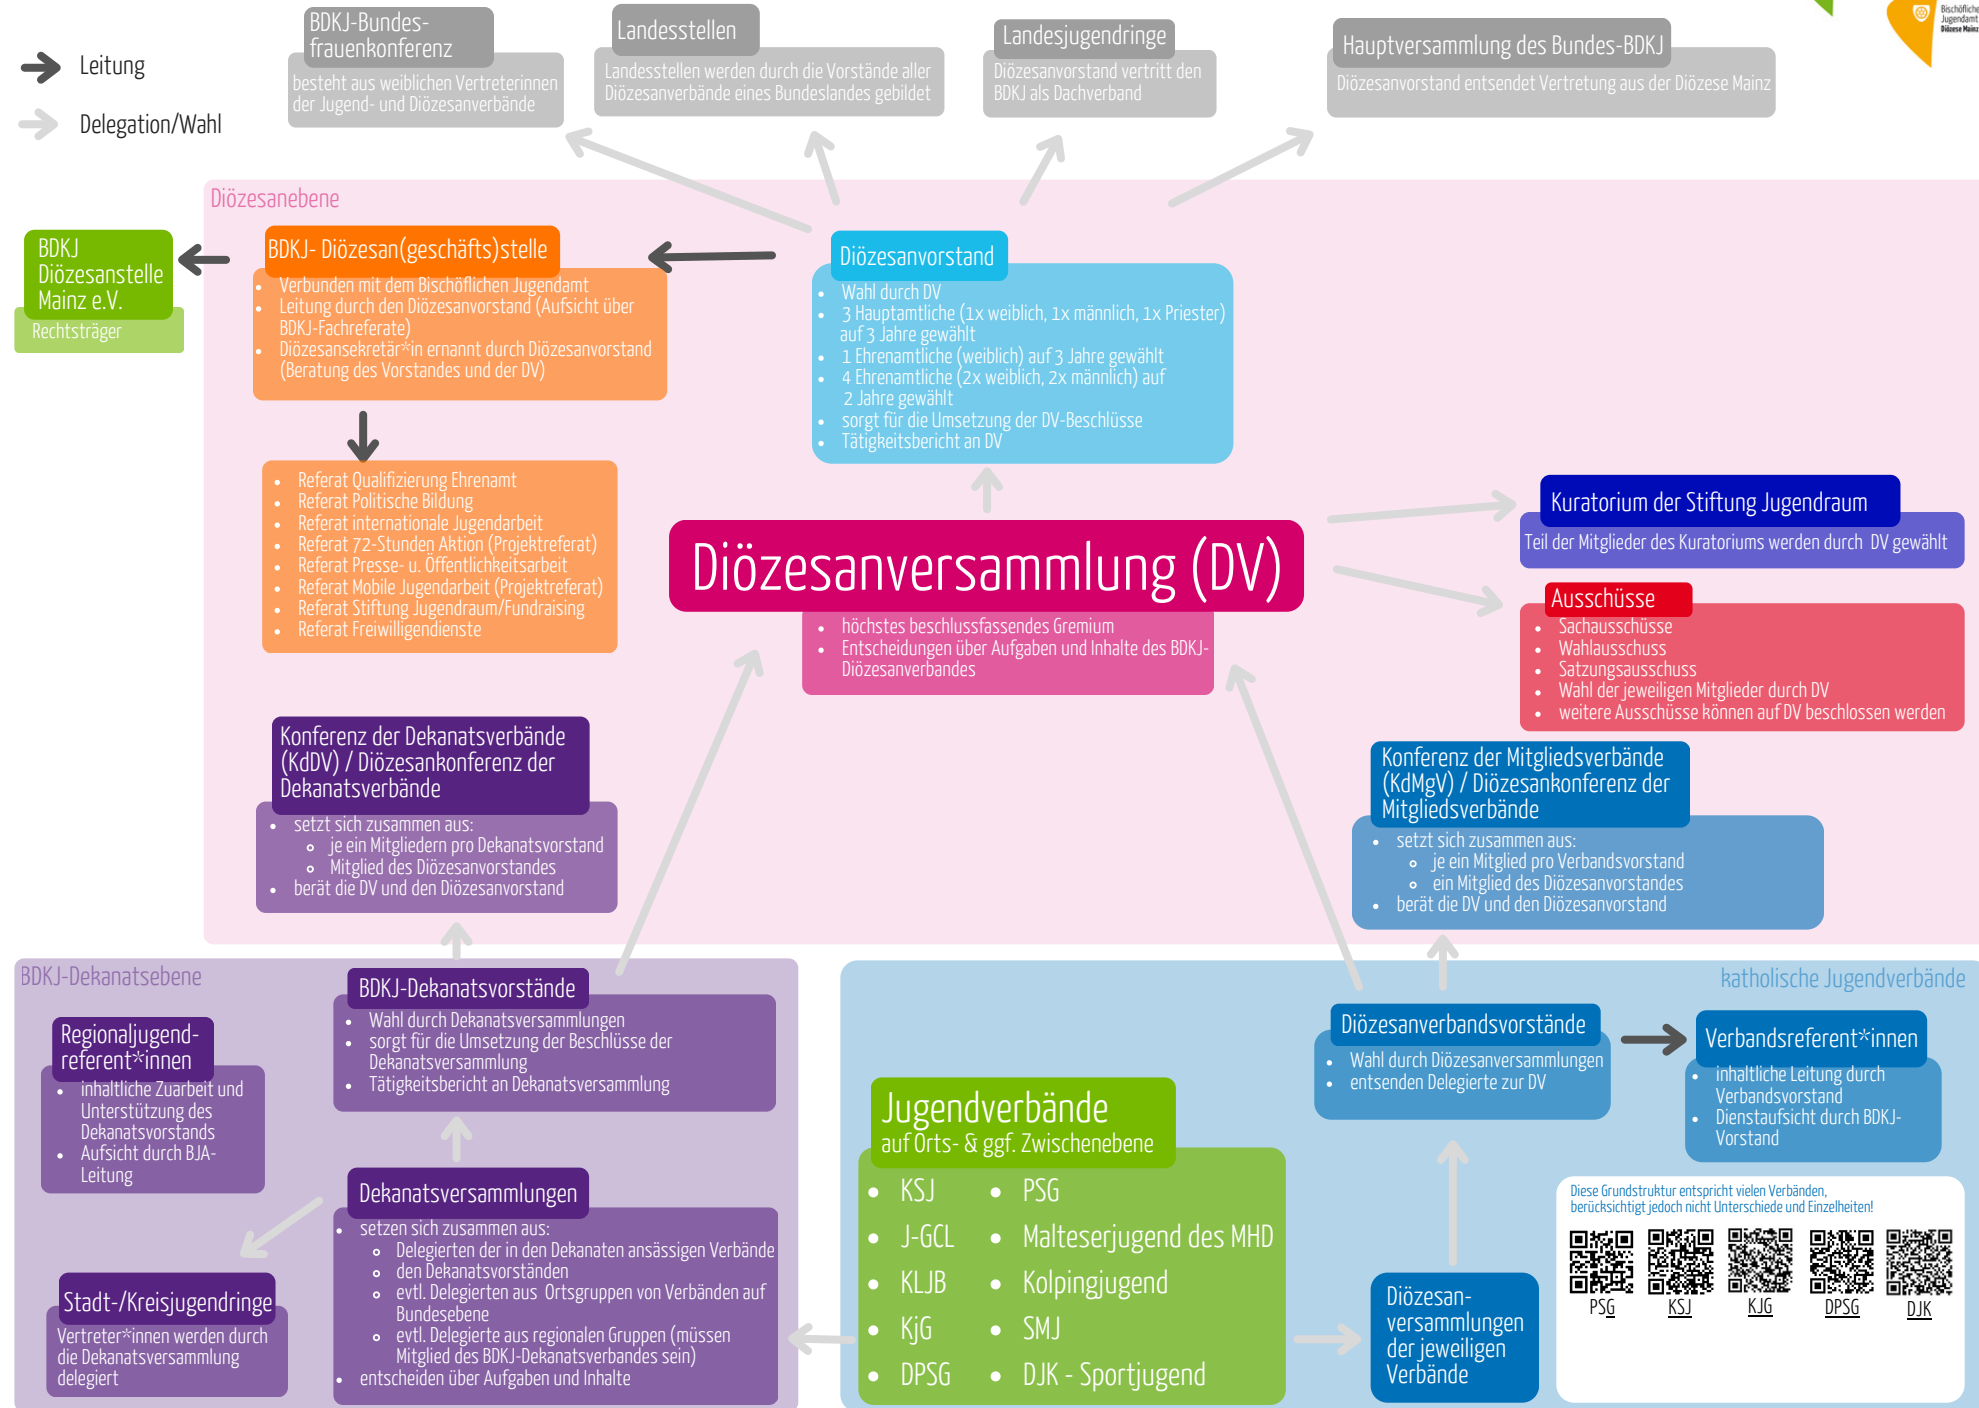 Leitung
Delegation/Wahl
BDKJ-Bundes-
frauenkonferenz
besteht aus weiblichen Vertreterinnen
der Jugend- und Diözesanverbände
Landesstellen
Landesstellen werden durch die Vorstände aller
Diözesanverbände eines Bundeslandes gebildet
Landesjugendringe
Diözesanvorstand vertritt den
BDKJ als Dachverband
Hauptversammlung des Bundes-BDKJ
Diözesanvorstand entsendet Vertretung aus der Diözese Mainz
Bischöfliches
Jugendamt
Diözese Mainz
Diözesanebene
BDKJ
Diözesanstelle
Mainz e.V.
Rechtsträger
BDKJ- Diözesan(geschäfts)stelle
• Verbunden mit dem Bischöflichen Jugendamt
• Leitung durch den Diözesanvorstand (Aufsicht über
BDKJ-Fachreferate)
• Diözesansekretär*in ernannt durch Diözesanvorstand
(Beratung des Vorstandes und der DV)
Diözesanvorstand
• Wahl durch DV
• 3 Hauptamtliche (1x weiblich, 1x männlich, 1x Priester)
auf 3 Jahre gewählt
• 1 Ehrenamtliche (weiblich) auf 3 Jahre gewählt
• 4 Ehrenamtliche (2x weiblich, 2x männlich) auf
2 Jahre gewählt
• sorgt für die Umsetzung der DV-Beschlüsse
• Tätigkeitsbericht an DV
• Referat Qualifizierung Ehrenamt
• Referat Politische Bildung
• Referat internationale Jugendarbeit
• Referat 72-Stunden Aktion (Projektreferat)
• Referat Presse- u. Öffentlichkeitsarbeit
• Referat Mobile Jugendarbeit (Projektreferat)
• Referat Stiftung Jugendraum/Fundraising
• Referat Freiwilligendienste
Diözesanversammlung (DV)
• höchstes beschlussfassendes Gremium
• Entscheidungen über Aufgaben und Inhalte des BDKJ-
Diözesanverbandes
Kuratorium der Stiftung Jugendraum
Teil der Mitglieder des Kuratoriums werden durch DV gewählt
Ausschüsse
• Sachausschüsse
• Wahlausschuss
• Satzungsausschuss
• Wahl der jeweiligen Mitglieder durch DV
• weitere Ausschüsse können auf DV beschlossen werden
Konferenz der Dekanatsverbände
(KdDV) / Diözesankonferenz der
Dekanatsverbände
• setzt sich zusammen aus:
◦ je ein Mitgliedern pro Dekanatsvorstand
◦ Mitglied des Diözesanvorstandes
• berät die DV und den Diözesanvorstand
Konferenz der Mitgliedsverbände
(KdMgV) / Diözesankonferenz der
Mitgliedsverbände
• setzt sich zusammen aus:
◦ je ein Mitglied pro Verbandsvorstand
◦ ein Mitglied des Diözesanvorstandes
• berät die DV und den Diözesanvorstand
BDKJ-Dekanatsebene
BDKJ-Dekanatsvorstände
• Wahl durch Dekanatsversammlungen
• sorgt für die Umsetzung der Beschlüsse der
Dekanatsversammlung
• Tätigkeitsbericht an Dekanatsversammlung
Regionaljugend-
referent*innen
• inhaltliche Zuarbeit und
Unterstützung des
Dekanatsvorstands
• Aufsicht durch BJA-
Leitung
Dekanatsversammlungen
• setzen sich zusammen aus:
◦ Delegierten der in den Dekanaten ansässigen Verbände
◦ den Dekanatsvorständen
◦ evtl. Delegierten aus Ortsgruppen von Verbänden auf
Bundesebene
◦ evtl. Delegierte aus regionalen Gruppen (müssen
Mitglied des BDKJ-Dekanatsverbandes sein)
• entscheiden über Aufgaben und Inhalte
Stadt-/Kreisjugendringe
Vertreter*innen werden durch
die Dekanatsversammlung
delegiert
katholische Jugendverbände
Jugendverbände
auf Orts- & ggf. Zwischenebene
• KSJ
• J-GCL
• KLJB
• KjG
• DPSG
• PSG
• Malteserjugend des MHD
• Kolpingjugend
• SMJ
• DJK - Sportjugend
Diözesanverbandsvorstände
• Wahl durch Diözesanversammlungen
• entsenden Delegierte zur DV
Verbandsreferent*innen
• inhaltliche Leitung durch
Verbandsvorstand
• Dienstaufsicht durch BDKJ-
Vorstand
Diözesan-
versammlungen
der jeweiligen
Verbände
Diese Grundstruktur entspricht vielen Verbänden,
berücksichtigt jedoch nicht Unterschiede und Einzelheiten!
PSG KSJ KJG DPSG DJK